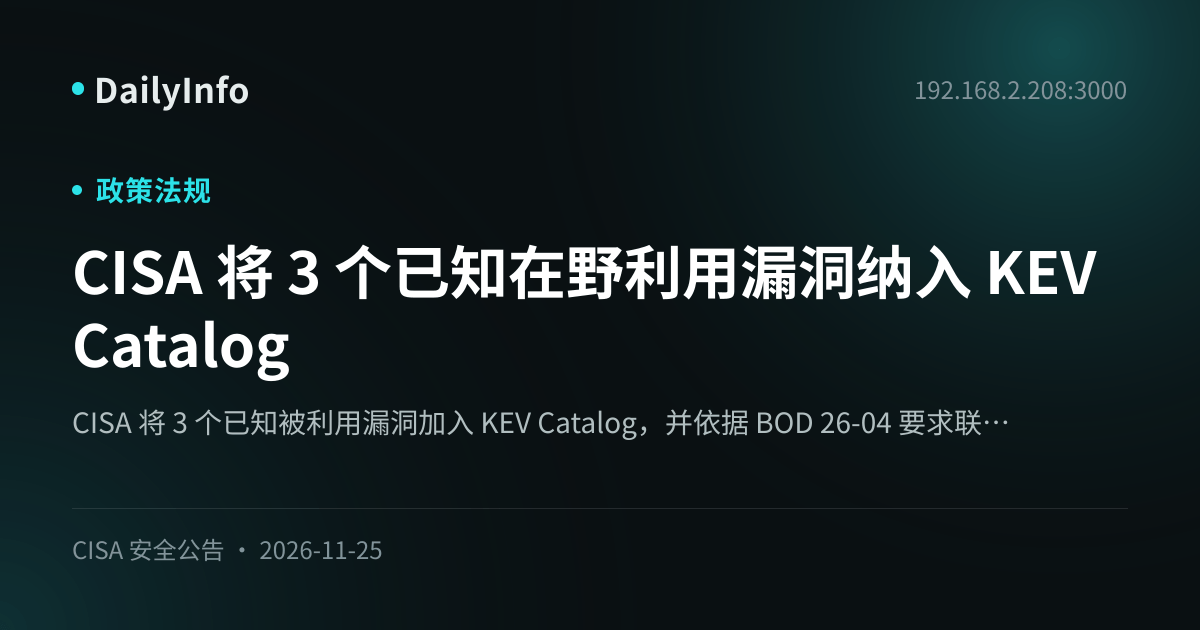 DailyInfo
192.168.2.208:3000
政策法规
CISA 将 3 个已知在野利用漏洞纳入 KEV
Catalog
CISA 将 3 个已知被利用漏洞加入 KEV Catalog，并依据 BOD 26-04 要求联…
CISA 安全公告 · 2026-11-25